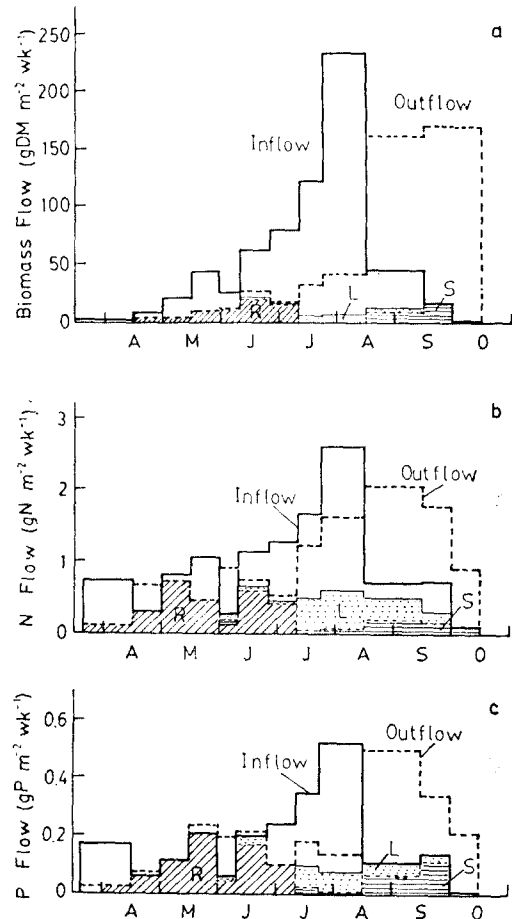 a
Biomass Flow (gDM m⁻² wk⁻¹)
250
200
150
100
50
0
Inflow
Outflow
R
L
S
A M J J A S O
b
N Flow (gN m⁻² wk⁻¹)
3
2
1
0
Inflow
Outflow
R
L
S
A M J J A S O
c
P Flow (gP m⁻² wk⁻¹)
0.6
0.4
0.2
0
Inflow
Outflow
R
L
S
A M J J A S O